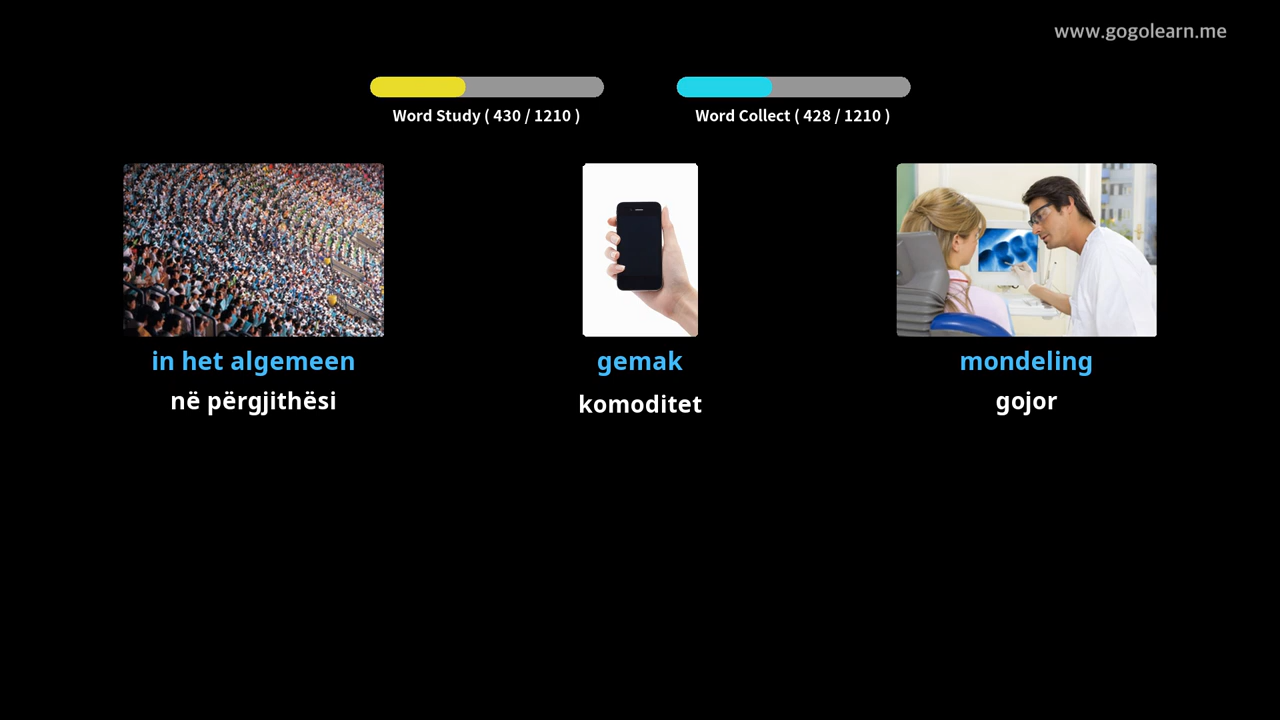 www.gogolearn.me
Word Study ( 430 / 1210 )
Word Collect ( 428 / 1210 )
in het algemeen
në përgjithësi
gemak
komoditet
mondeling
gojor